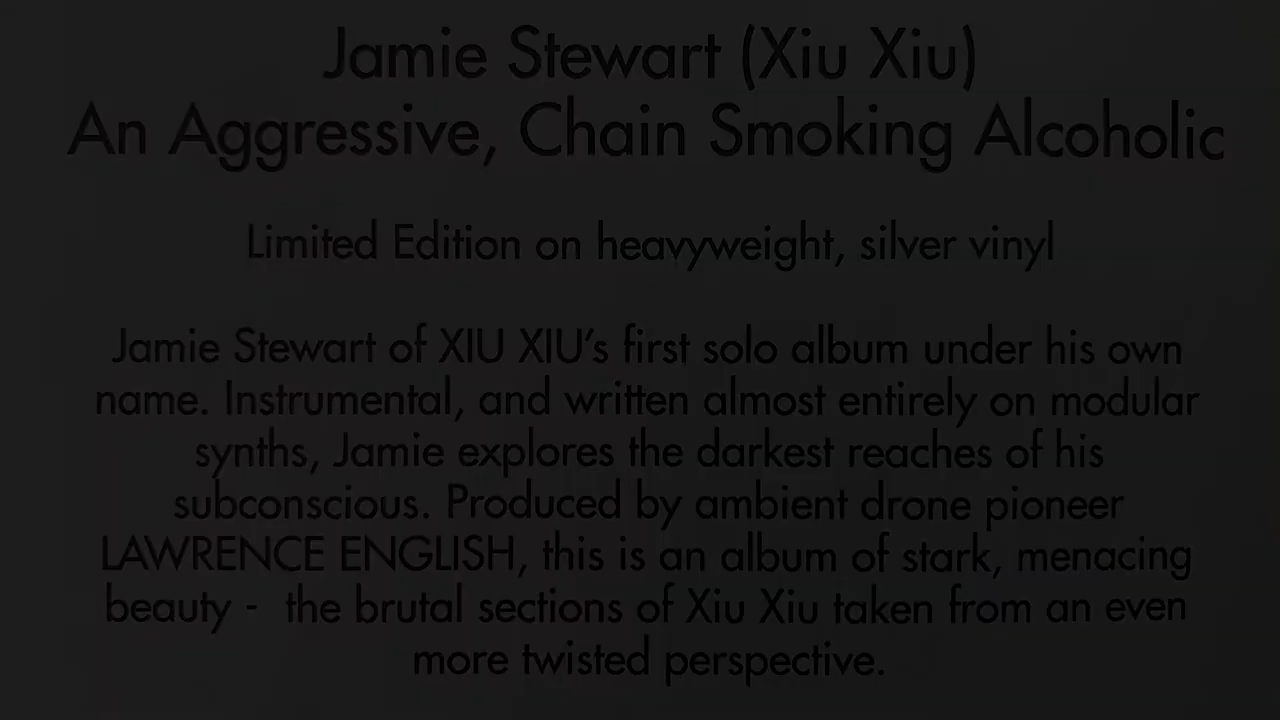 Jamie Stewart (Xiu Xiu)
An Aggressive, Chain Smoking Alcoholic
Limited Edition on heavyweight, silver vinyl
Jamie Stewart of XIU XIU's first solo album under his own
name. Instrumental, and written almost entirely on modular
synths, Jamie explores the darkest reaches of his
subconscious. Produced by ambient drone pioneer
LAWRENCE ENGLISH, this is an album of stark, menacing
beauty -  the brutal sections of Xiu Xiu taken from an even
more twisted perspective.